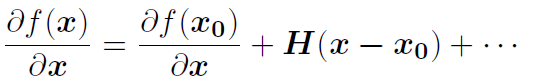 ∂f(x)/∂x = ∂f(x₀)/∂x + H(x − x₀) + ⋯